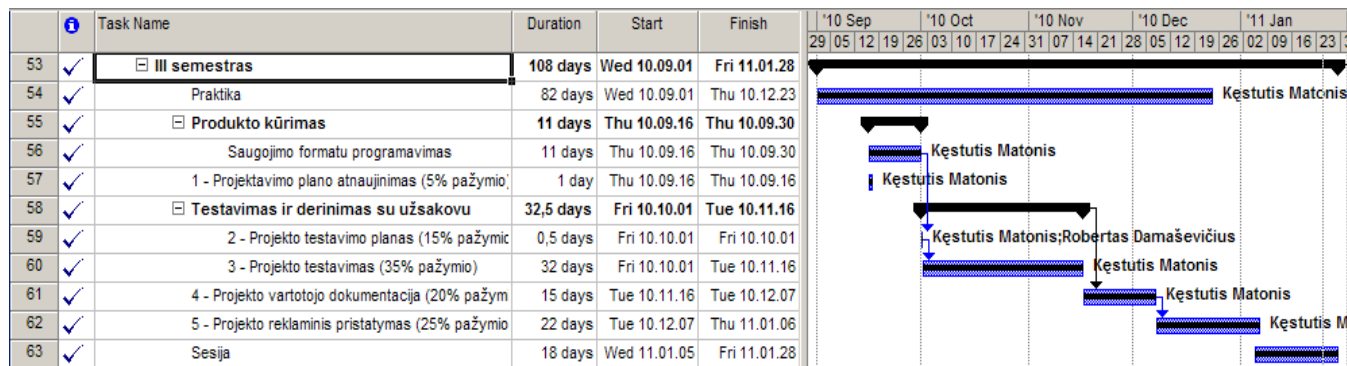 Task Name Duration Start Finish '10 Sep '10 Oct '10 Nov '10 Dec '11 Jan
29 05 12 19 26 03 10 17 24 31 07 14 21 28 05 12 19 26 02 09 16 23
53 III semestras 108 days Wed 10.09.01 Fri 11.01.28
54 Praktika 82 days Wed 10.09.01 Thu 10.12.23 Kęstutis Matonis
55 Produkto kūrimas 11 days Thu 10.09.16 Thu 10.09.30
56 Saugojimo formatu programavimas 11 days Thu 10.09.16 Thu 10.09.30 Kęstutis Matonis
57 1 - Projektavimo plano atnaujinimas (5% pažymio) 1 day Thu 10.09.16 Thu 10.09.16 Kęstutis Matonis
58 Testavimas ir derinimas su užsakovu 32,5 days Fri 10.10.01 Tue 10.11.16
59 2 - Projekto testavimo planas (15% pažymic 0,5 days Fri 10.10.01 Fri 10.10.01 Kęstutis Matonis;Robertas Damaševičius
60 3 - Projekto testavimas (35% pažymio) 32 days Fri 10.10.01 Tue 10.11.16 Kęstutis Matonis
61 4 - Projekto vartotojo dokumentacija (20% pažym 15 days Tue 10.11.16 Tue 10.12.07 Kęstutis Matonis
62 5 - Projekto reklaminis pristatymas (25% pažymio 22 days Tue 10.12.07 Thu 11.01.06 Kęstutis M
63 Sesija 18 days Wed 11.01.05 Fri 11.01.28